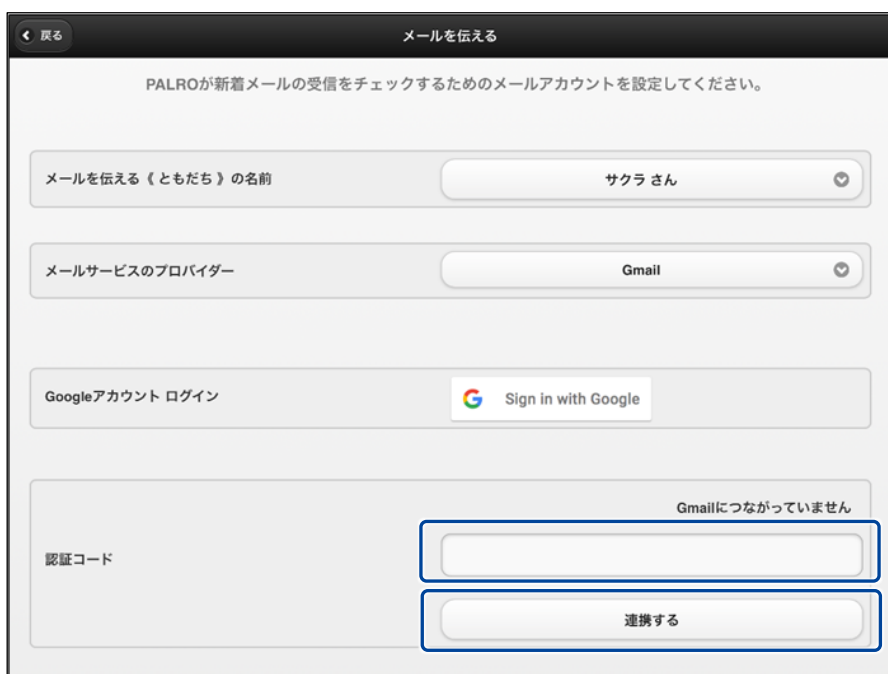 戻る
メールを伝える
PALROが新着メールの受信をチェックするためのメールアカウントを設定してください。
メールを伝える《 ともだち 》の名前
サクラ さん
メールサービスのプロバイダー
Gmail
Googleアカウント ログイン
Sign in with Google
Gmailにつながっていません
認証コード
連携する